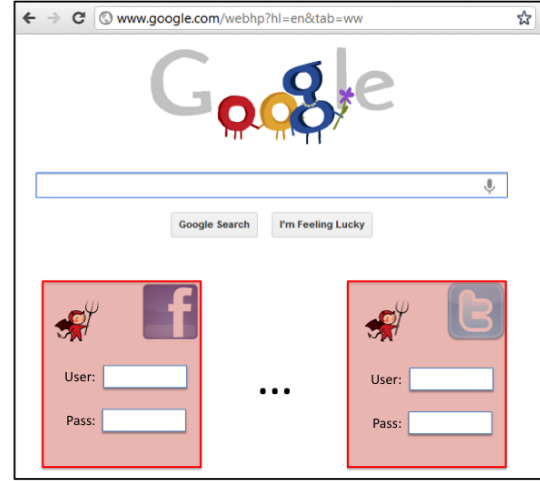 www.google.com/webhp?hl=en&tab=ww
Google
Google Search I'm Feeling Lucky
f t
User: User:
...
Pass: Pass: